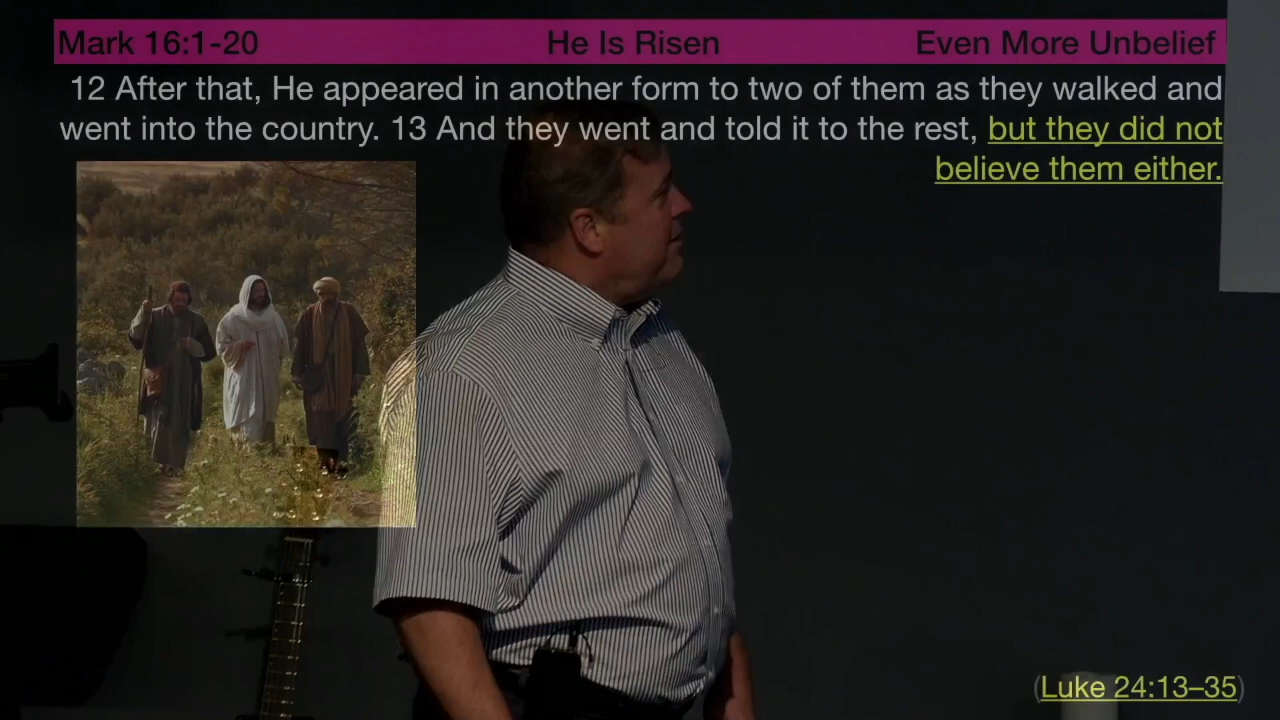 Mark 16:1-20 He Is Risen Even More Unbelief
12 After that, He appeared in another form to two of them as they walked and
went into the country. 13 And they went and told it to the rest, but they did not
believe them either.
(Luke 24:13–35)